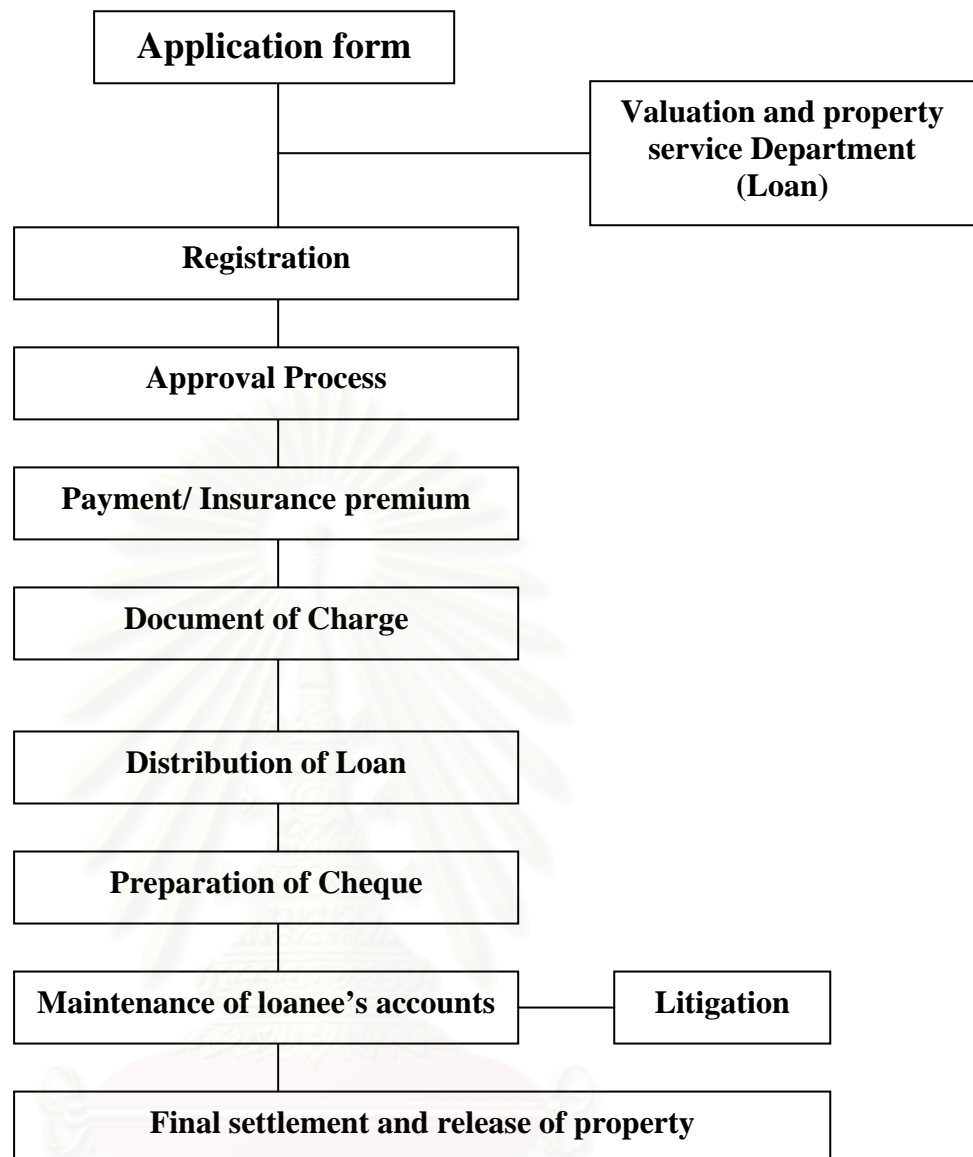 Application form
Valuation and property
service Department
(Loan)
Registration
Approval Process
Payment/ Insurance premium
Document of Charge
Distribution of Loan
Preparation of Cheque
Maintenance of loanee’s accounts
Litigation
Final settlement and release of property